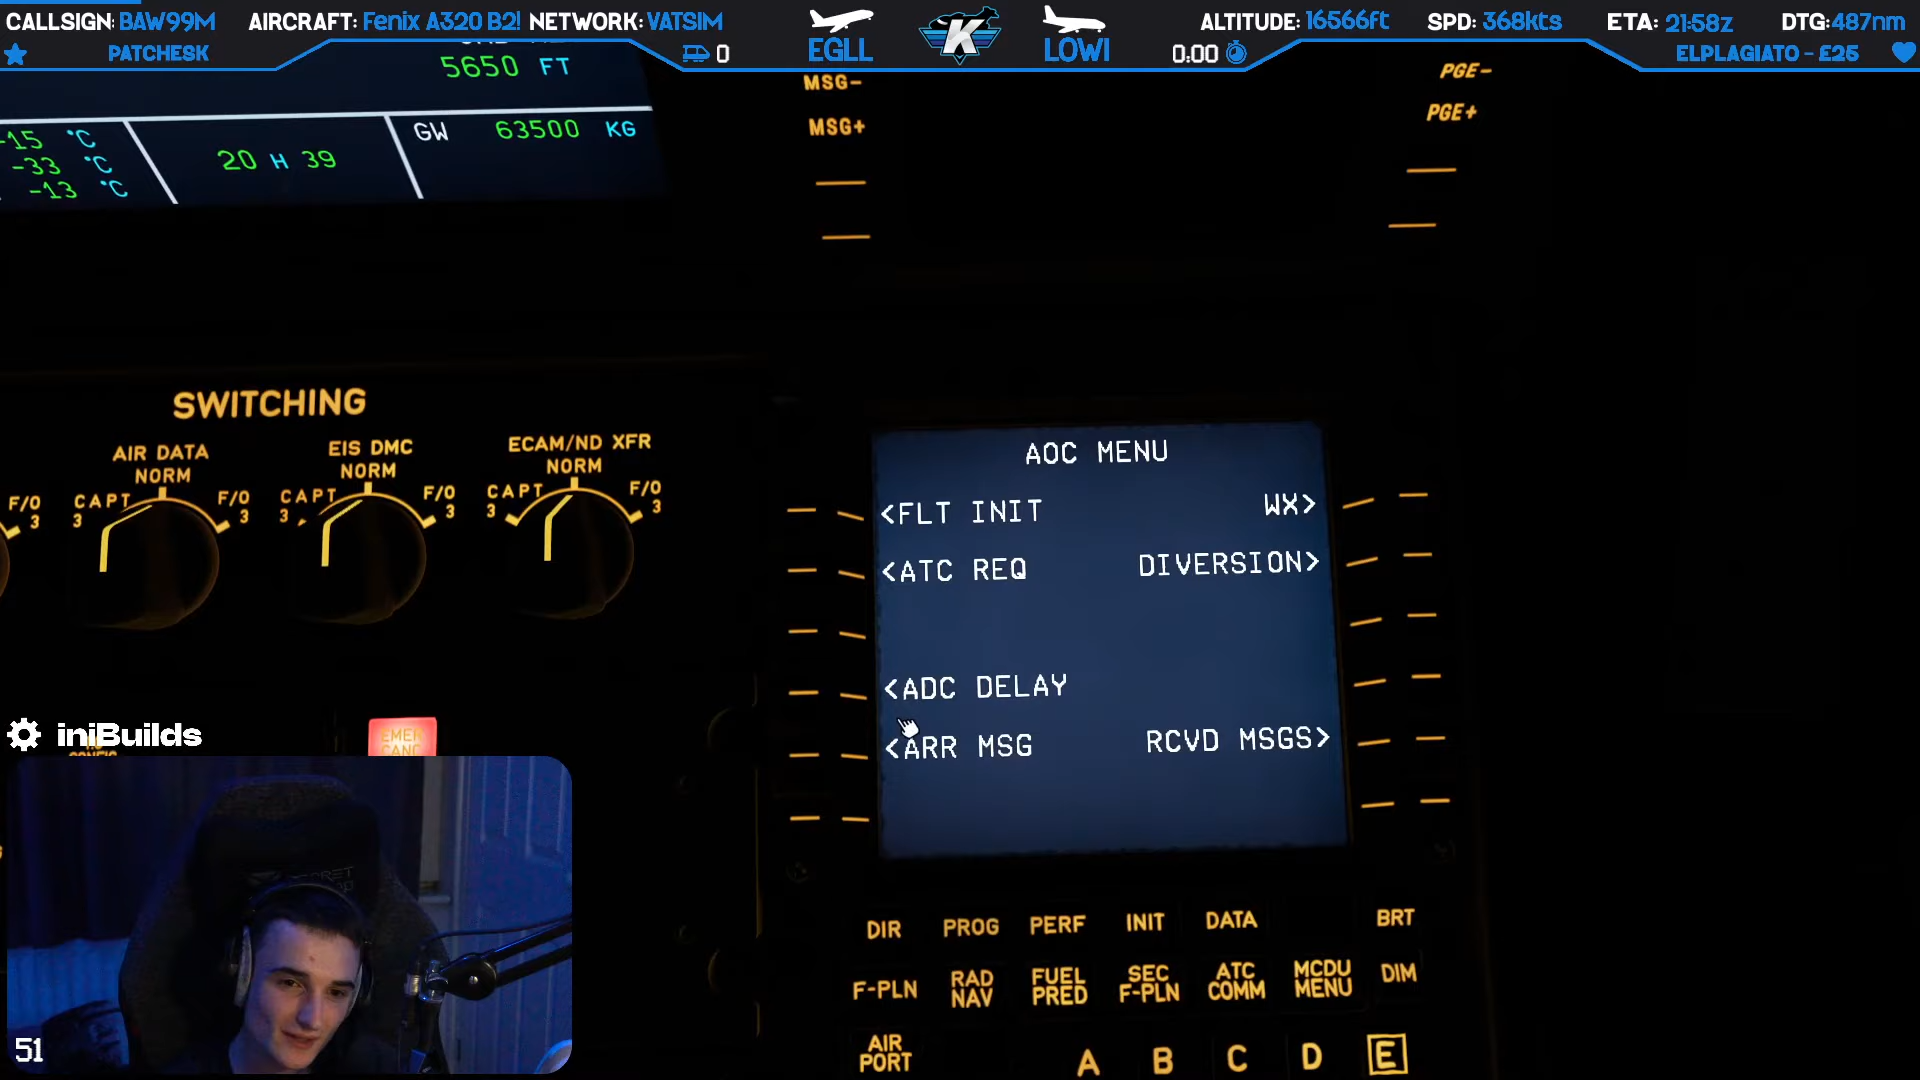 CALLSIGN: BAW99M AIRCRAFT: Fenix A320 B2! NETWORK: VATSIM
PATCHESK
0
EGLL
K
LOWI
0:00
ALTITUDE: 16566ft SPD: 368kts ETA: 21:58z DTG:487nm
ELPLAGIATO - £25
5650 FT
-15 °C
-33 °C
-13 °C
20 H 39
GW 63500 KG
MSG-
MSG+
PGE-
PGE+
SWITCHING
AIR DATA
NORM
CAPT
3
F/O
3
EIS DMC
NORM
CAPT
3
F/O
3
ECAM/ND XFR
NORM
CAPT
3
F/O
3
F/O
3
AOC MENU
<FLT INIT WX>
<ATC REQ DIVERSION>
<ADC DELAY
<ARR MSG RCVD MSGS>
iniBuilds
51
DIR PROG PERF INIT DATA BRT
F-PLN RAD NAV FUEL PRED SEC F-PLN ATC COMM MCDU MENU DIM
AIR PORT A B C D E